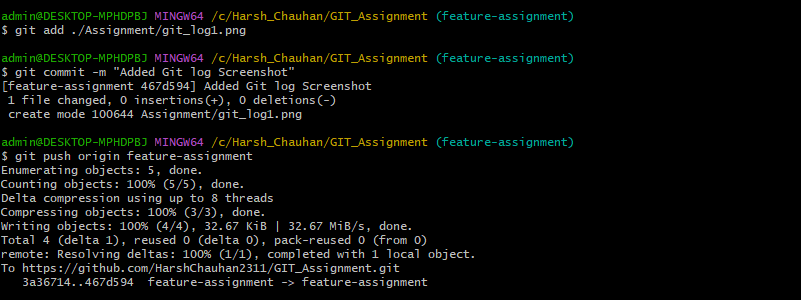 admin@DESKTOP-MPHDPBJ MINGW64 /c/Harsh_Chauhan/GIT_Assignment (feature-assignment)
$ git add ./Assignment/git_log1.png
admin@DESKTOP-MPHDPBJ MINGW64 /c/Harsh_Chauhan/GIT_Assignment (feature-assignment)
$ git commit -m "Added Git log Screenshot"
[feature-assignment 467d594] Added Git log Screenshot
 1 file changed, 0 insertions(+), 0 deletions(-)
 create mode 100644 Assignment/git_log1.png
admin@DESKTOP-MPHDPBJ MINGW64 /c/Harsh_Chauhan/GIT_Assignment (feature-assignment)
$ git push origin feature-assignment
Enumerating objects: 5, done.
Counting objects: 100% (5/5), done.
Delta compression using up to 8 threads
Compressing objects: 100% (3/3), done.
Writing objects: 100% (4/4), 32.67 KiB | 32.67 MiB/s, done.
Total 4 (delta 1), reused 0 (delta 0), pack-reused 0 (from 0)
remote: Resolving deltas: 100% (1/1), completed with 1 local object.
To https://github.com/HarshChauhan2311/GIT_Assignment.git
   3a36714..467d594  feature-assignment -> feature-assignment